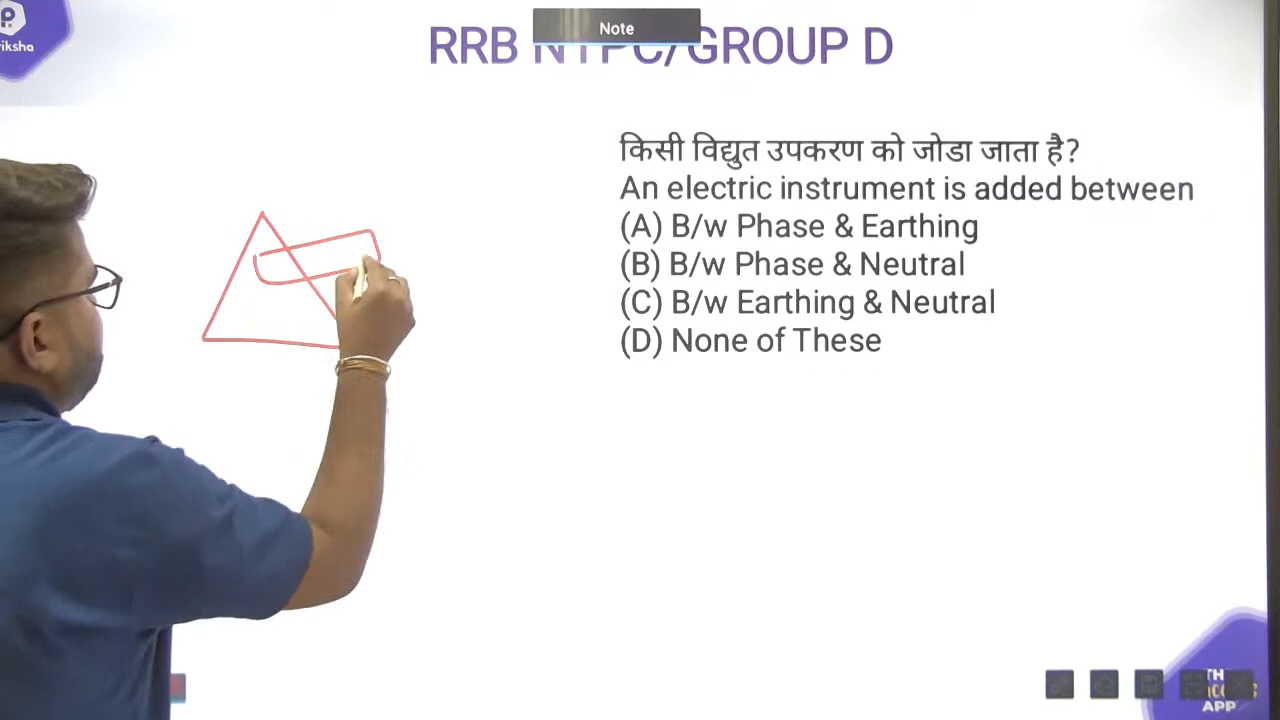 Note
RRB NTPC/GROUP D
riksha
किसी विद्युत उपकरण को जोडा जाता है?
An electric instrument is added between
(A) B/w Phase & Earthing
(B) B/w Phase & Neutral
(C) B/w Earthing & Neutral
(D) None of These
APP